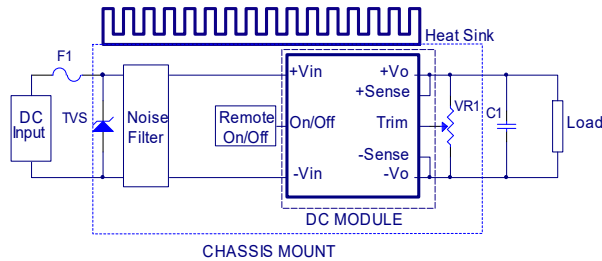 Heat Sink
F1
+Vin
+Vo
+Sense
VR1
DC
Input
TVS
Noise
Filter
Remote
On/Off
On/Off
Trim
C1
Load
-Sense
-Vin
-Vo
DC MODULE
CHASSIS MOUNT